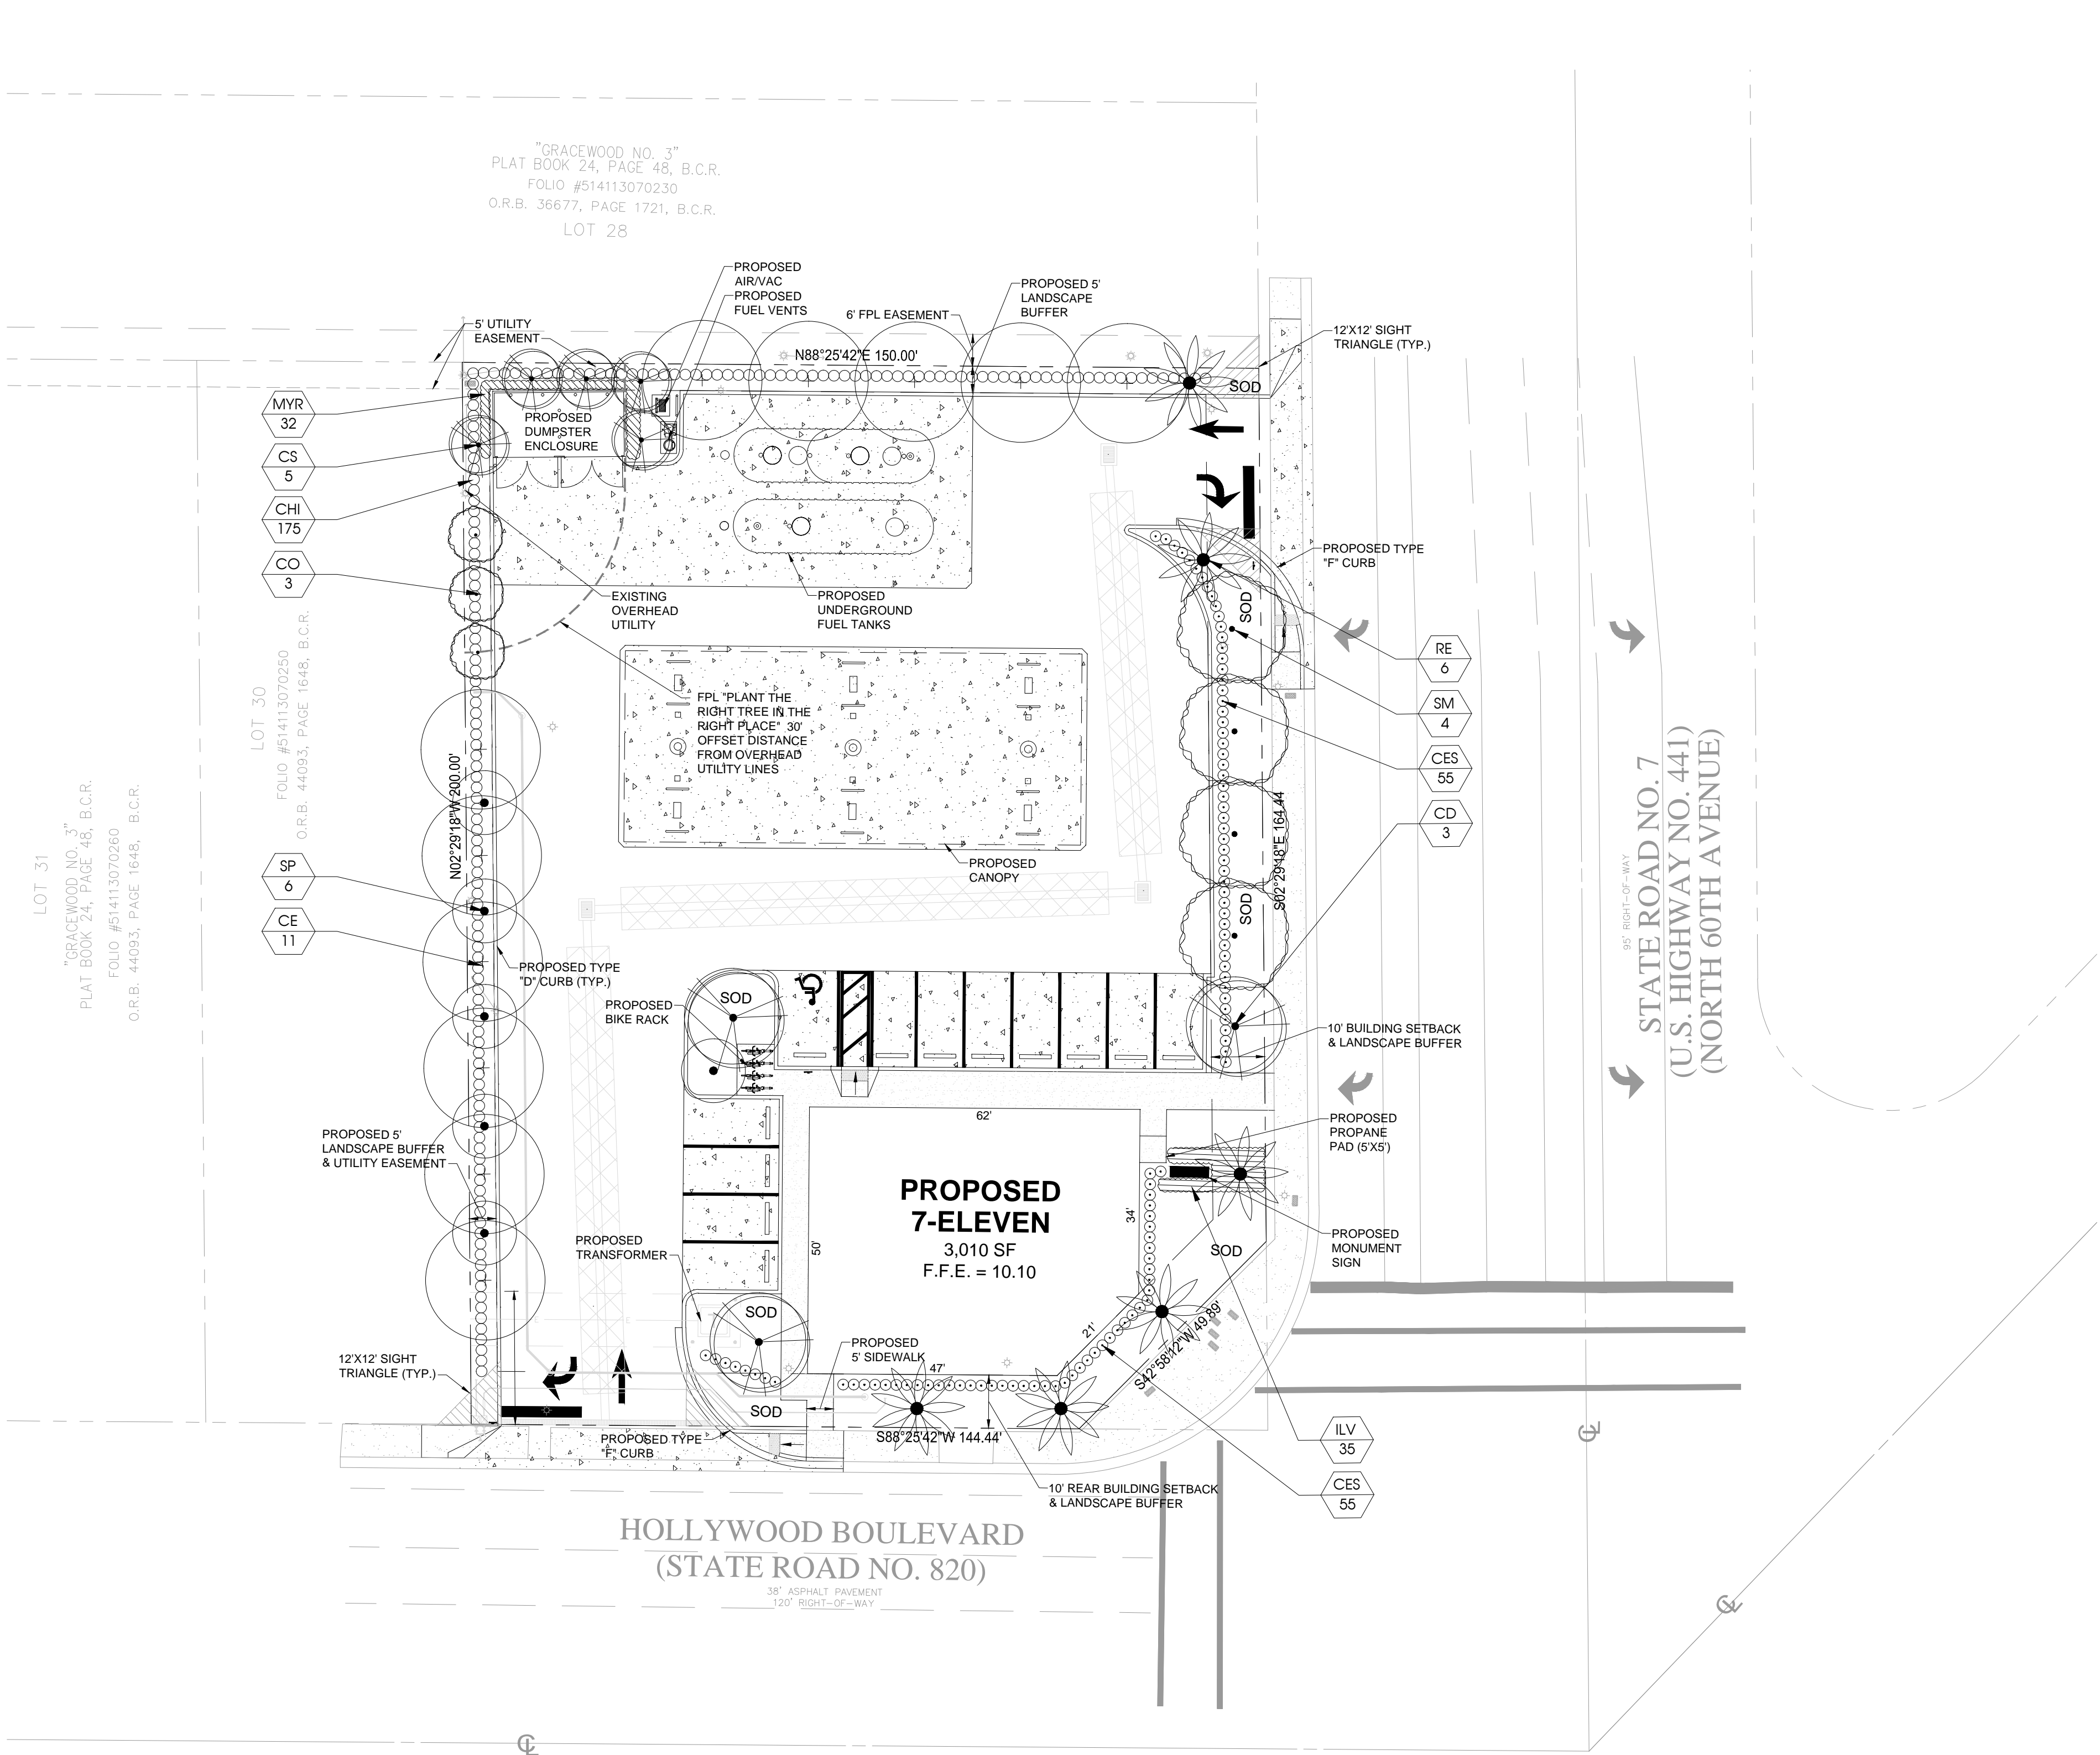 "GRACEWOOD NO. 3"
PLAT BOOK 24, PAGE 48, B.C.R.
FOLIO #514113070230
O.R.B. 36677, PAGE 1721, B.C.R.
LOT 28
PROPOSED
AIR/VAC
PROPOSED
FUEL VENTS
6' FPL EASEMENT
PROPOSED 5'
LANDSCAPE
BUFFER
5' UTILITY
EASEMENT
12'X12' SIGHT
TRIANGLE (TYP.)
N88°25'42"E 150.00'
SOD
MYR
32
CS
5
CHI
175
CO
3
PROPOSED
DUMPSTER
ENCLOSURE
PROPOSED TYPE
"F" CURB
EXISTING
OVERHEAD
UTILITY
PROPOSED
UNDERGROUND
FUEL TANKS
SOD
RE
6
SM
4
CES
55
CD
3
LOT 30
FOLIO #514113070250
O.R.B. 44093, PAGE 1648, B.C.R.
FPL "PLANT THE
RIGHT TREE IN THE
RIGHT PLACE" 30'
OFFSET DISTANCE
FROM OVERHEAD
UTILITY LINES
N02°29'18"W 200.00'
S02°29'18"E 164.44
LOT 31
"GRACEWOOD NO. 3"
PLAT BOOK 24, PAGE 48, B.C.R.
FOLIO #514113070260
O.R.B. 44093, PAGE 1648, B.C.R.
95' RIGHT-OF-WAY
STATE ROAD NO. 7
(U.S. HIGHWAY NO. 441)
(NORTH 60TH AVENUE)
PROPOSED
CANOPY
SP
6
CE
11
SOD
PROPOSED TYPE
"D" CURB (TYP.)
PROPOSED
BIKE RACK
SOD
10' BUILDING SETBACK
& LANDSCAPE BUFFER
62'
PROPOSED
PROPANE
PAD (5'X5')
PROPOSED 5'
LANDSCAPE BUFFER
& UTILITY EASEMENT
PROPOSED
7-ELEVEN
3,010 SF
F.F.E. = 10.10
34'
50'
PROPOSED
TRANSFORMER
PROPOSED
MONUMENT
SIGN
SOD
SOD
21'
S42°58'12"W 49.89'
PROPOSED
5' SIDEWALK
47'
12'X12' SIGHT
TRIANGLE (TYP.)
SOD
S88°25'42"W 144.44'
PROPOSED TYPE
"F" CURB
ILV
35
CES
55
10' REAR BUILDING SETBACK
& LANDSCAPE BUFFER
HOLLYWOOD BOULEVARD
(STATE ROAD NO. 820)
38' ASPHALT PAVEMENT
120' RIGHT-OF-WAY